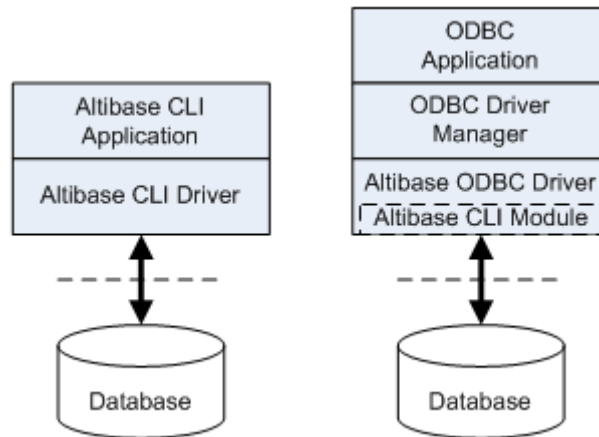 Altibase CLI
Application
Altibase CLI Driver
Database
ODBC
Application
ODBC Driver
Manager
Altibase ODBC Driver
Altibase CLI Module
Database